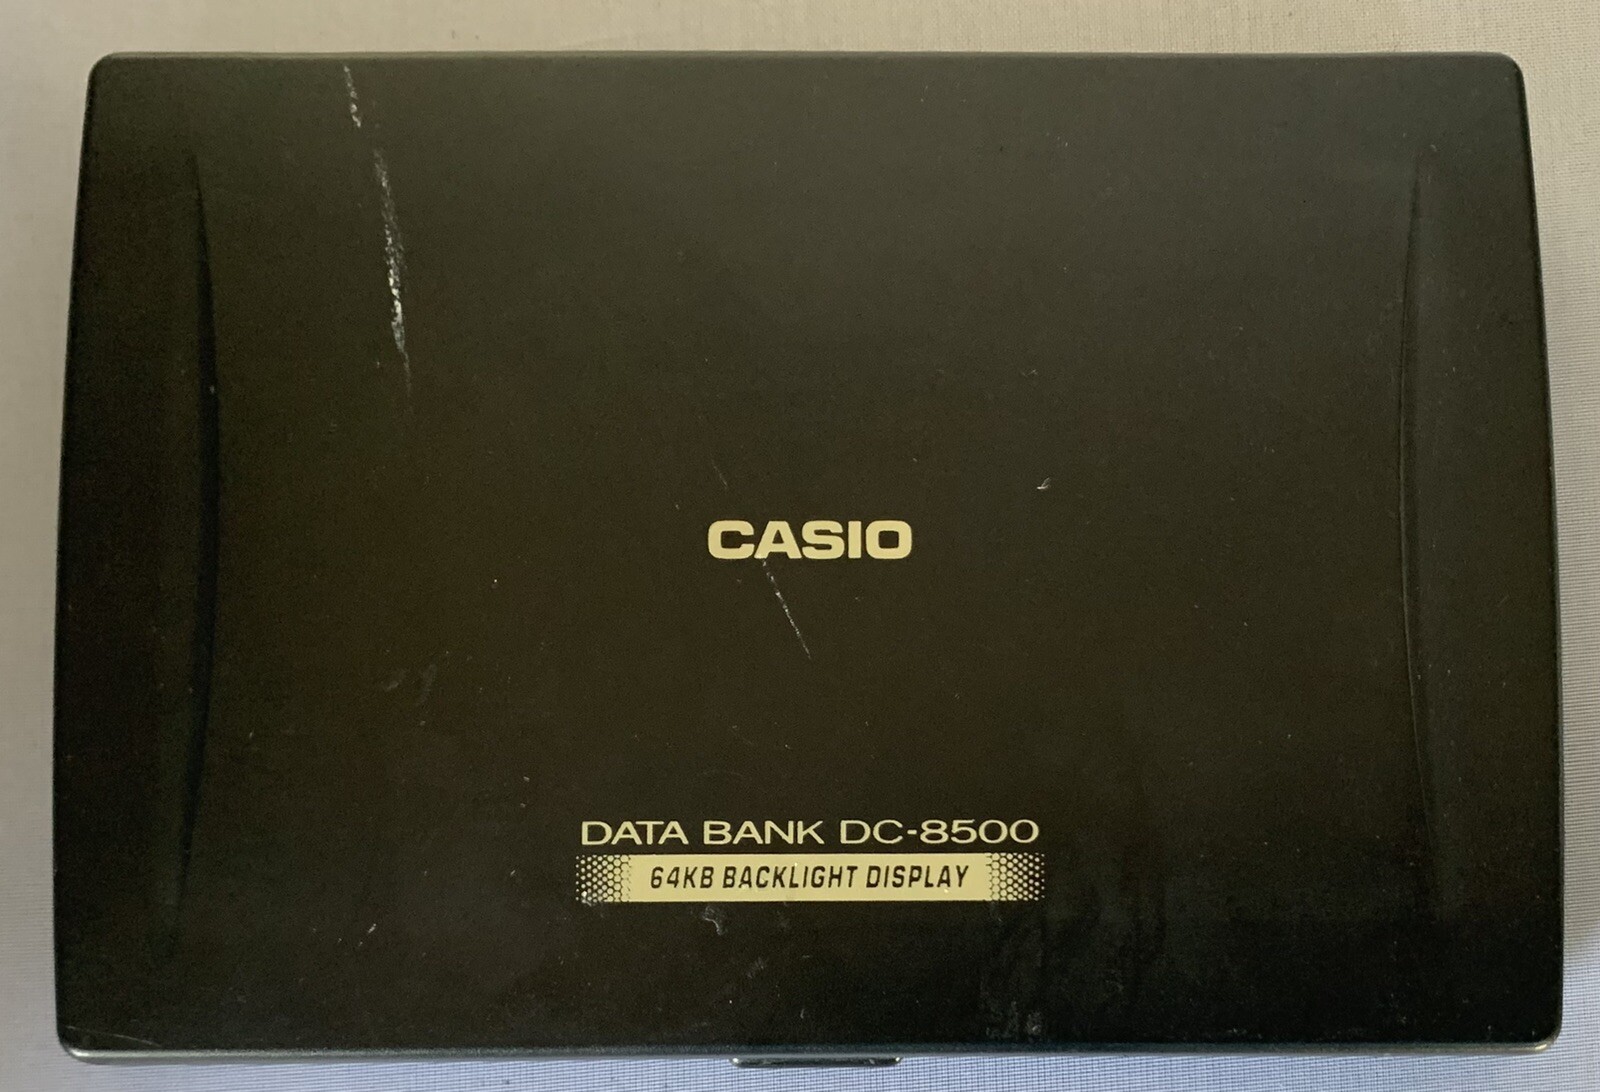 CASIO
DATA BANK DC-8500
64KB BACKLIGHT DISPLAY